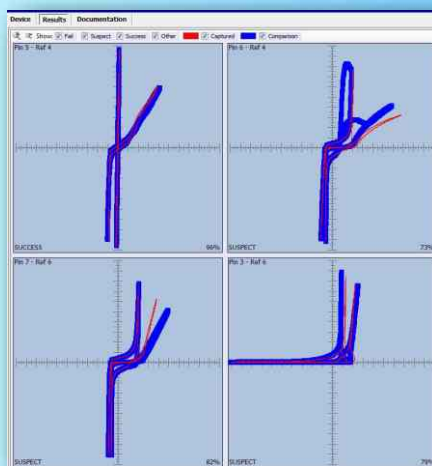 Device Results Documentation
Show: Fail Suspect Success Other Captured Comparison
Pin 5 - Ref 4
SUCCESS 96%
Pin 6 - Ref 4
SUSPECT 73%
Pin 7 - Ref 6
SUSPECT 82%
Pin 3 - Ref 6
SUSPECT 79%